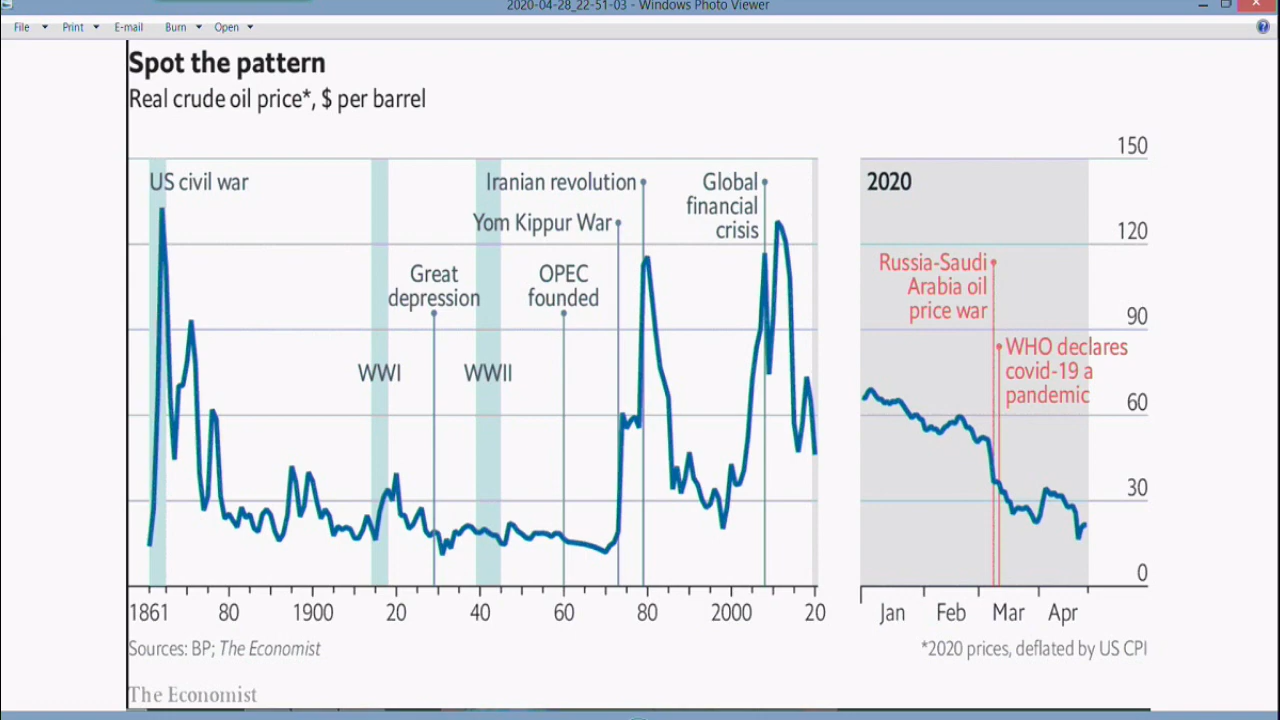 2020-04-28_22-51-03 - Windows Photo Viewer
File Print E-mail Burn Open
Spot the pattern
Real crude oil price*, $ per barrel
US civil war
WWI
Great
depression
WWII
Yom Kippur War
Iranian revolution
OPEC
founded
Global
financial
crisis
1861 80 1900 20 40 60 80 2000 20
2020
Russia-Saudi
Arabia oil
price war
WHO declares
covid-19 a
pandemic
150
120
90
60
30
0
Jan Feb Mar Apr
Sources: BP; The Economist
*2020 prices, deflated by US CPI
The Economist